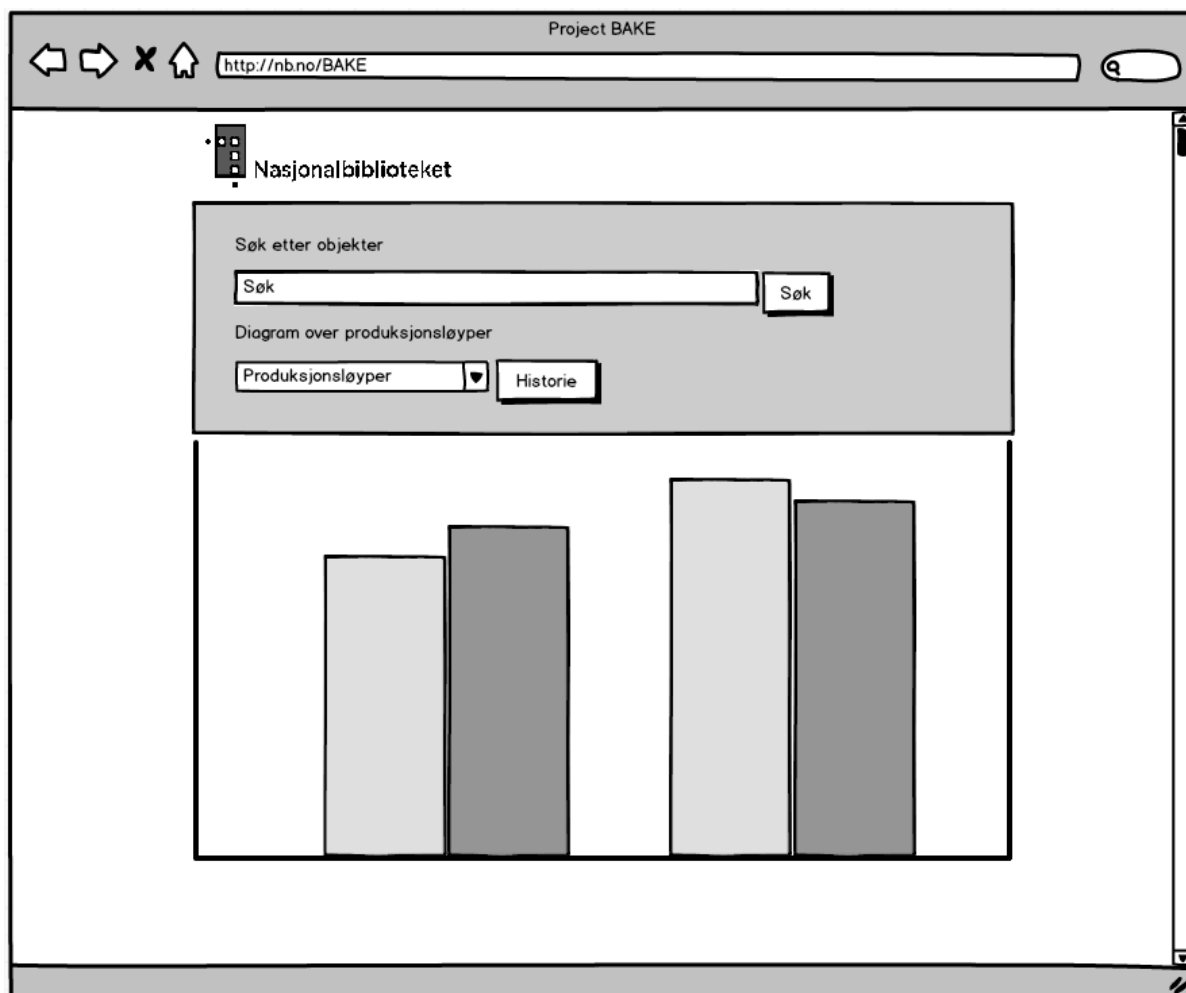 Project BAKE
http://nb.no/BAKE
Nasjonalbiblioteket
Søk etter objekter
Søk
Søk
Diagram over produksjonsløyper
Produksjonsløyper
Historie